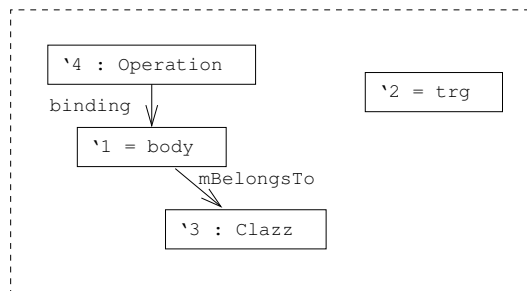 ‵4 : Operation
‵2 = trg
binding
‵1 = body
mBelongsTo
‵3 : Clazz